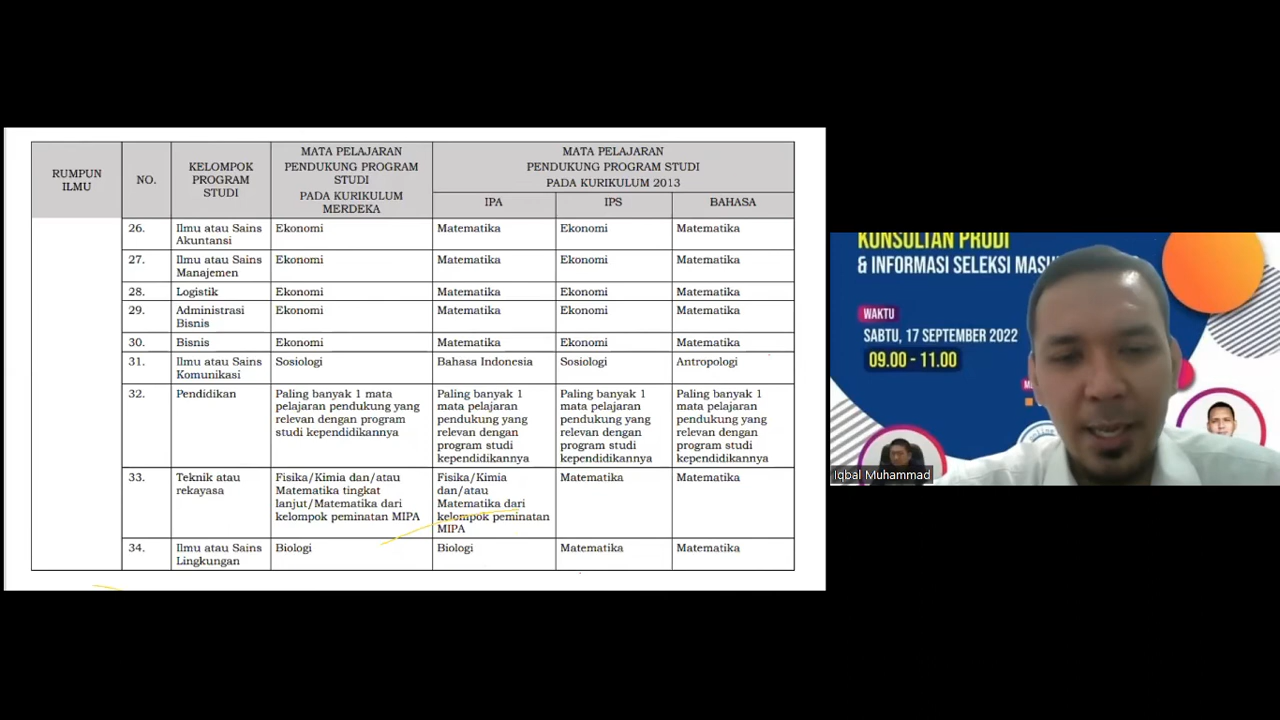 RUMPUN
ILMU
NO.
KELOMPOK
PROGRAM
STUDI
MATA PELAJARAN
PENDUKUNG PROGRAM
STUDI
PADA KURIKULUM
MERDEKA
MATA PELAJARAN
PENDUKUNG PROGRAM STUDI
PADA KURIKULUM 2013
IPA
IPS
BAHASA
26.
Ilmu atau Sains
Akuntansi
Ekonomi
Matematika
Ekonomi
Matematika
27.
Ilmu atau Sains
Manajemen
Ekonomi
Matematika
Ekonomi
Matematika
28.
Logistik
Ekonomi
Matematika
Ekonomi
Matematika
29.
Administrasi
Bisnis
Ekonomi
Matematika
Ekonomi
Matematika
30.
Bisnis
Ekonomi
Matematika
Ekonomi
Matematika
31.
Ilmu atau Sains
Komunikasi
Sosiologi
Bahasa Indonesia
Sosiologi
Antropologi
32.
Pendidikan
Paling banyak 1 mata
pelajaran pendukung yang
relevan dengan program
studi kependidikannya
Paling banyak 1
mata pelajaran
pendukung yang
relevan dengan
program studi
kependidikannya
Paling banyak 1
mata pelajaran
pendukung yang
relevan dengan
program studi
kependidikannya
Paling banyak 1
mata pelajaran
pendukung yang
relevan dengan
program studi
kependidikannya
33.
Teknik atau
rekayasa
Fisika/Kimia dan/atau
Matematika tingkat
lanjut/Matematika dari
kelompok peminatan MIPA
Fisika/Kimia
dan/atau
Matematika dari
kelompok peminatan
MIPA
Matematika
Matematika
34.
Ilmu atau Sains
Lingkungan
Biologi
Biologi
Matematika
Matematika
KONSULTAN PRODI
& INFORMASI SELEKSI
WAKTU
SABTU, 17 SEPTEMBER 2022
09.00 - 11.00
Iqbal Muhammad